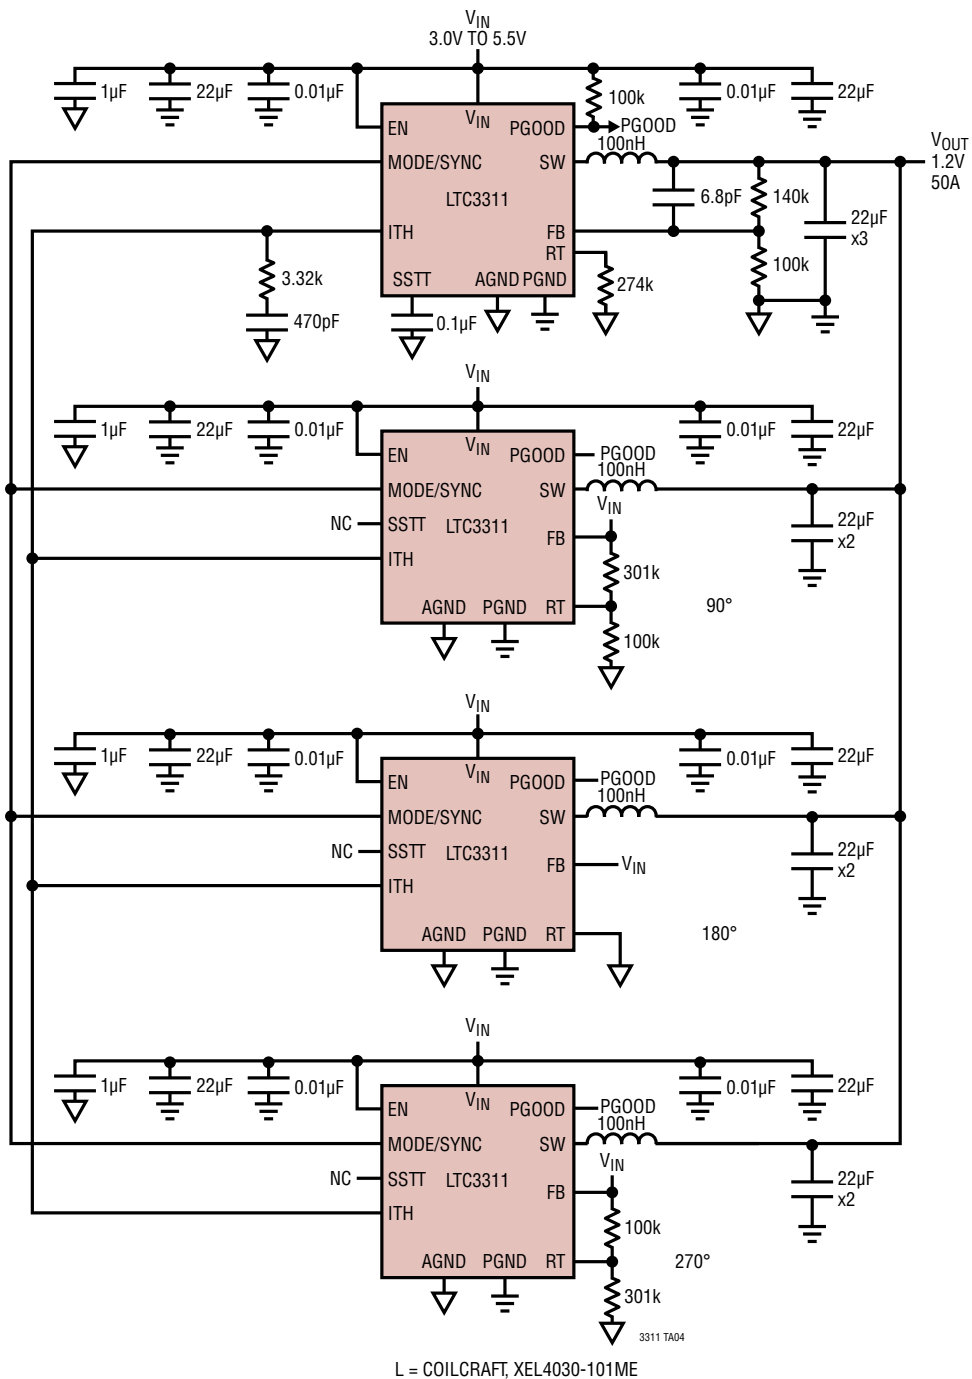 VIN
3.0V TO 5.5V
1µF
22µF
0.01µF
100k
0.01µF
22µF
VIN
EN
PGOOD
PGOOD
100nH
MODE/SYNC
SW
VOUT
1.2V
50A
LTC3311
6.8pF
140k
22µF
x3
ITH
FB
RT
3.32k
100k
SSTT
AGND
PGND
274k
470pF
0.1µF
VIN
1µF
22µF
0.01µF
0.01µF
22µF
VIN
EN
PGOOD
PGOOD
100nH
MODE/SYNC
SW
VIN
NC
SSTT
LTC3311
22µF
x2
FB
ITH
301k
AGND
PGND
RT
90°
100k
VIN
1µF
22µF
0.01µF
0.01µF
22µF
VIN
EN
PGOOD
PGOOD
100nH
MODE/SYNC
SW
NC
SSTT
LTC3311
22µF
x2
FB
VIN
ITH
AGND
PGND
RT
180°
VIN
1µF
22µF
0.01µF
0.01µF
22µF
VIN
EN
PGOOD
PGOOD
100nH
MODE/SYNC
SW
VIN
NC
SSTT
LTC3311
22µF
x2
FB
ITH
100k
AGND
PGND
RT
270°
301k
3311 TA04
L = COILCRAFT, XEL4030-101ME